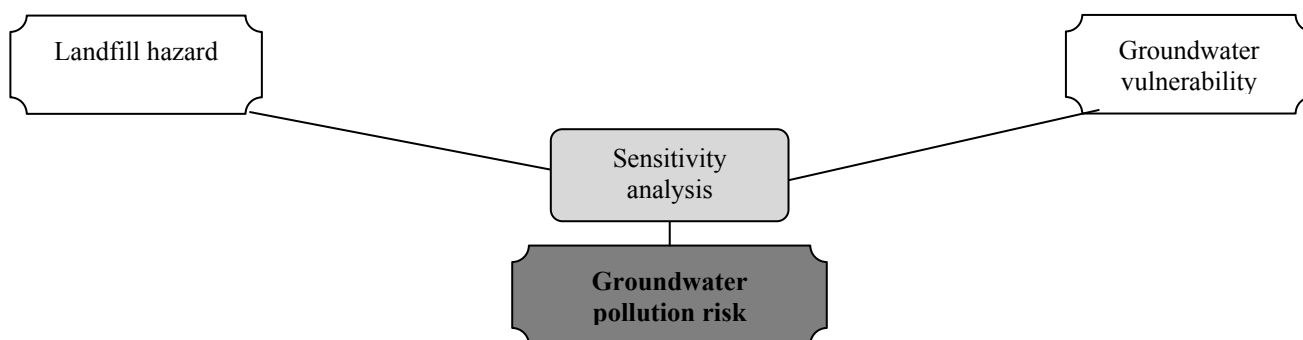 Landfill hazard
Groundwater
vulnerability
Sensitivity
analysis
Groundwater
pollution risk